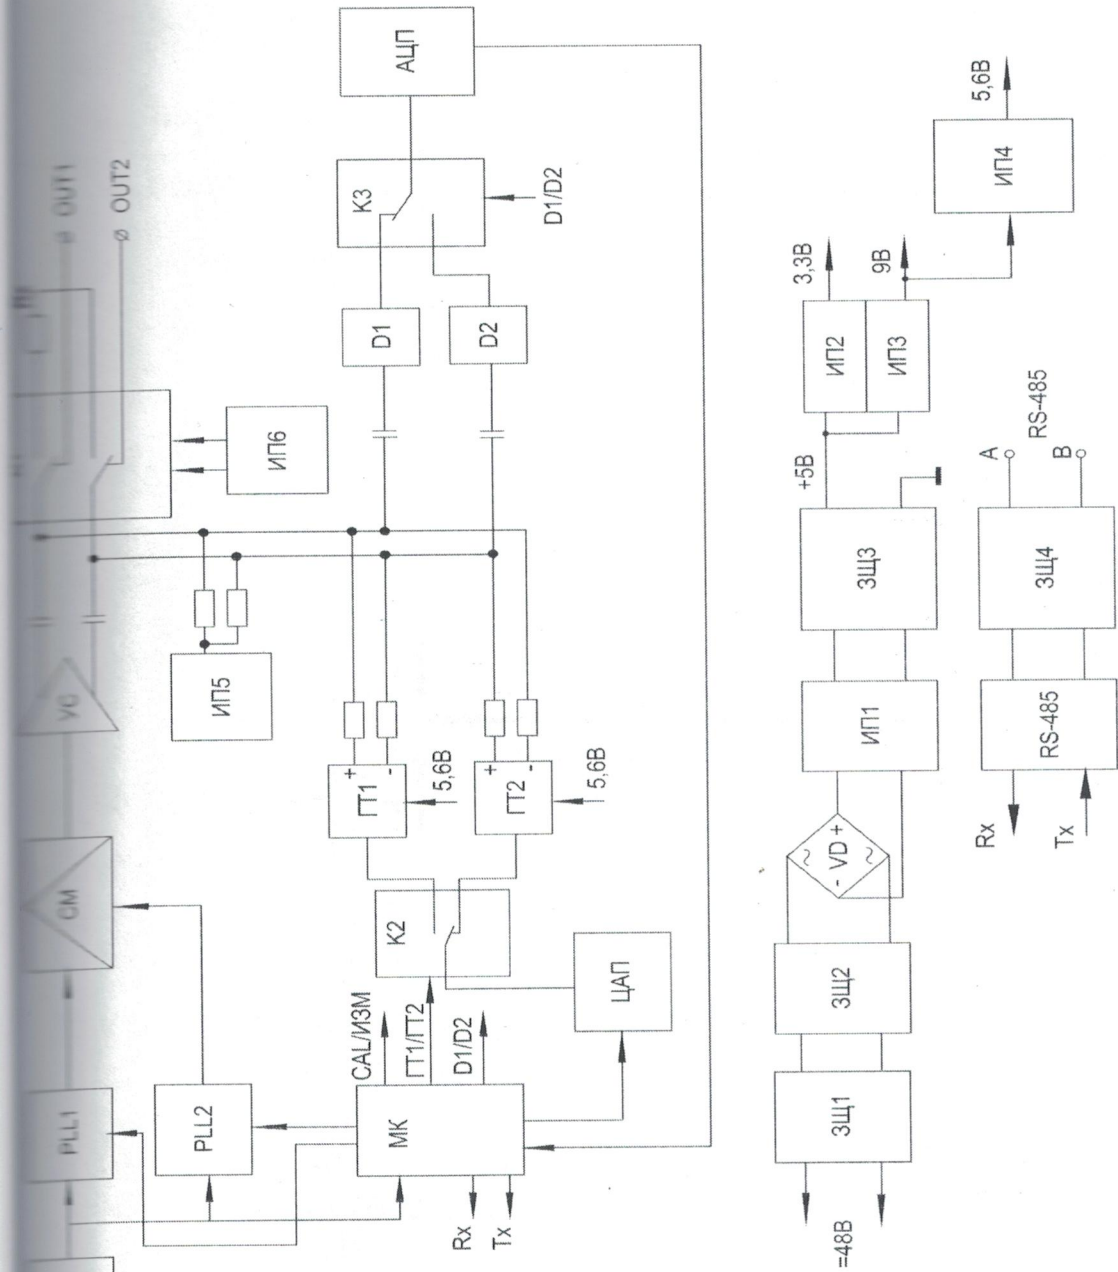 OUT1
OUT2
PLL1
СМ
УС
PLL2
ИП5
ИП6
МК
CAL/ИЗМ
ГТ1/ГТ2
D1/D2
Rx
Tx
К2
ЦАП
ГТ1
+
-
5,6В
ГТ2
+
-
5,6В
D1
D2
К3
D1/D2
АЦП
=48В
ЗЩ1
ЗЩ2
~
- VD +
~
ИП1
ЗЩ3
+5В
ИП2
3,3В
ИП3
9В
ИП4
5,6В
Rx
Tx
RS-485
ЗЩ4
A
B
RS-485